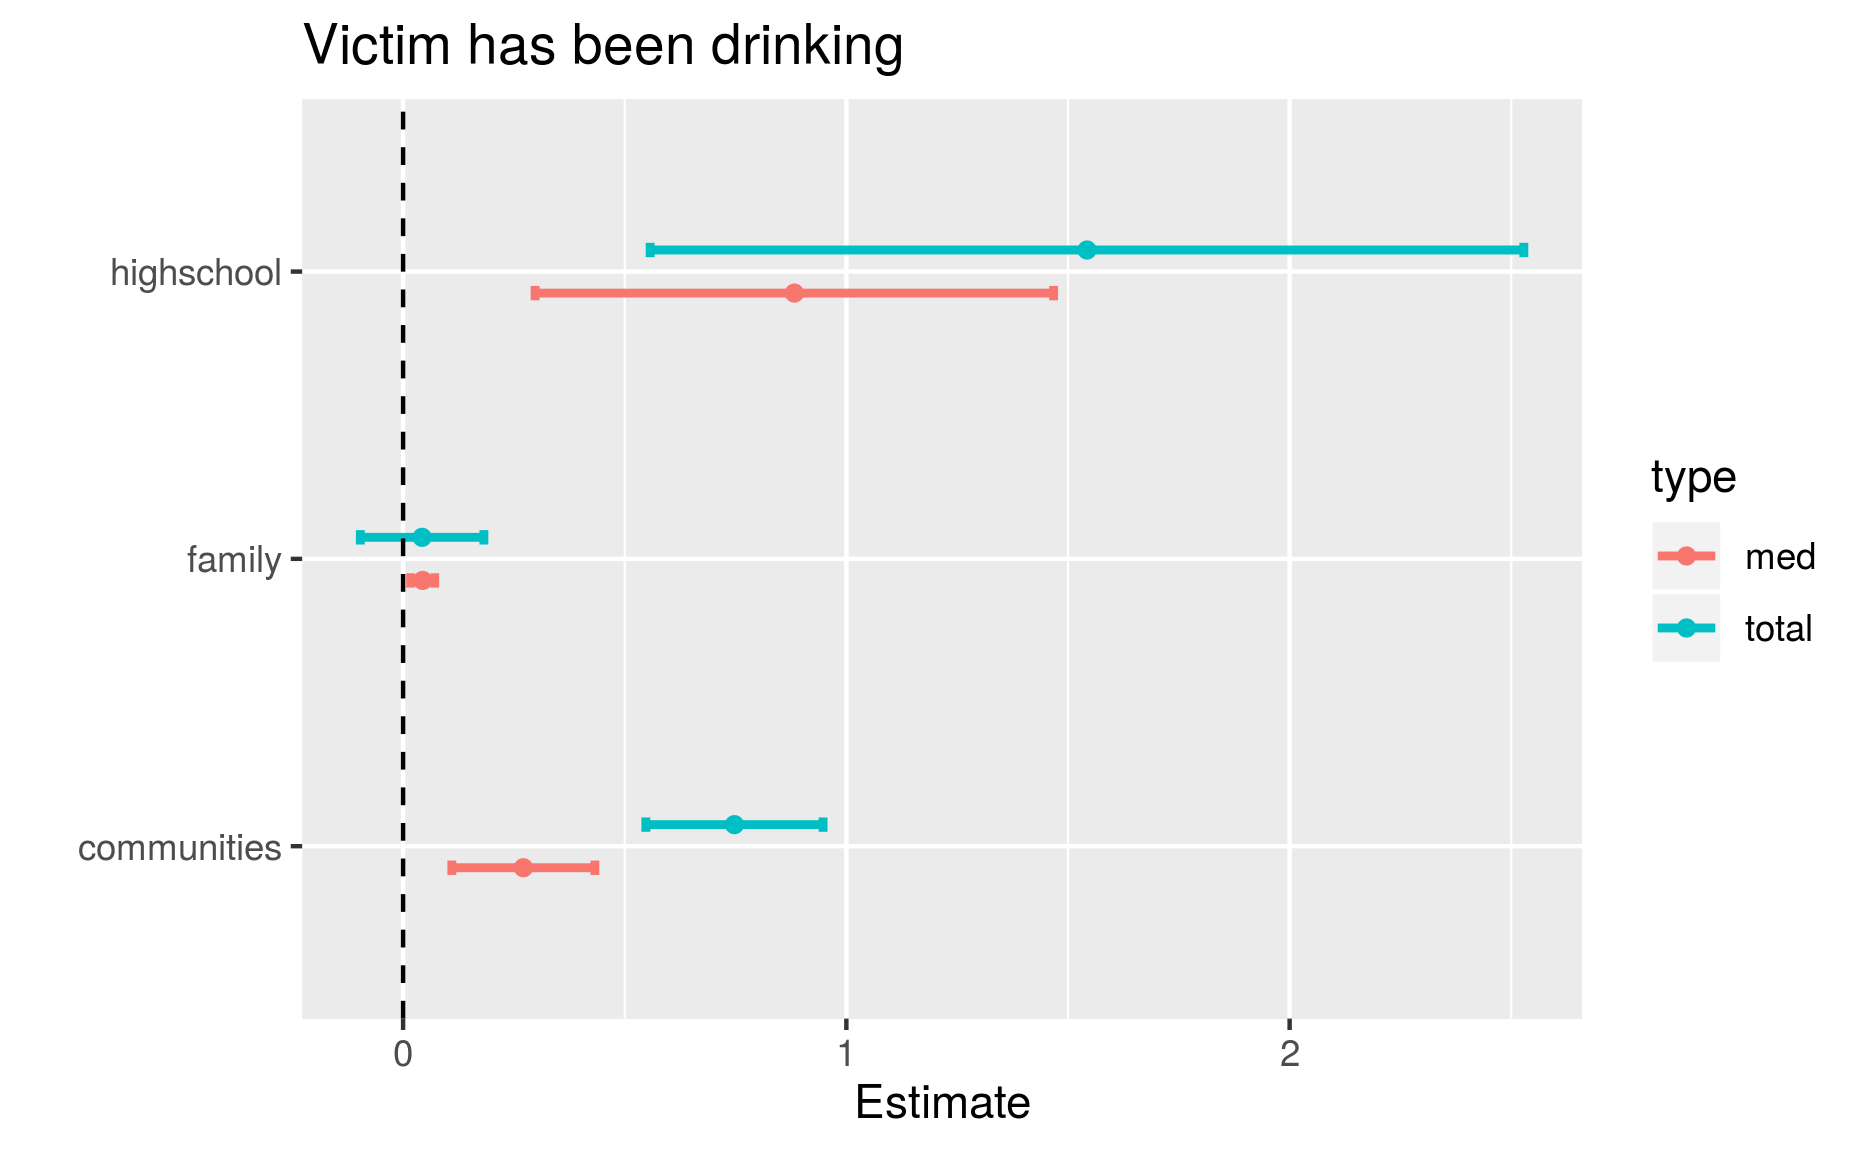 Victim has been drinking
highschool
family
communities
0 1 2
Estimate
type
med
total